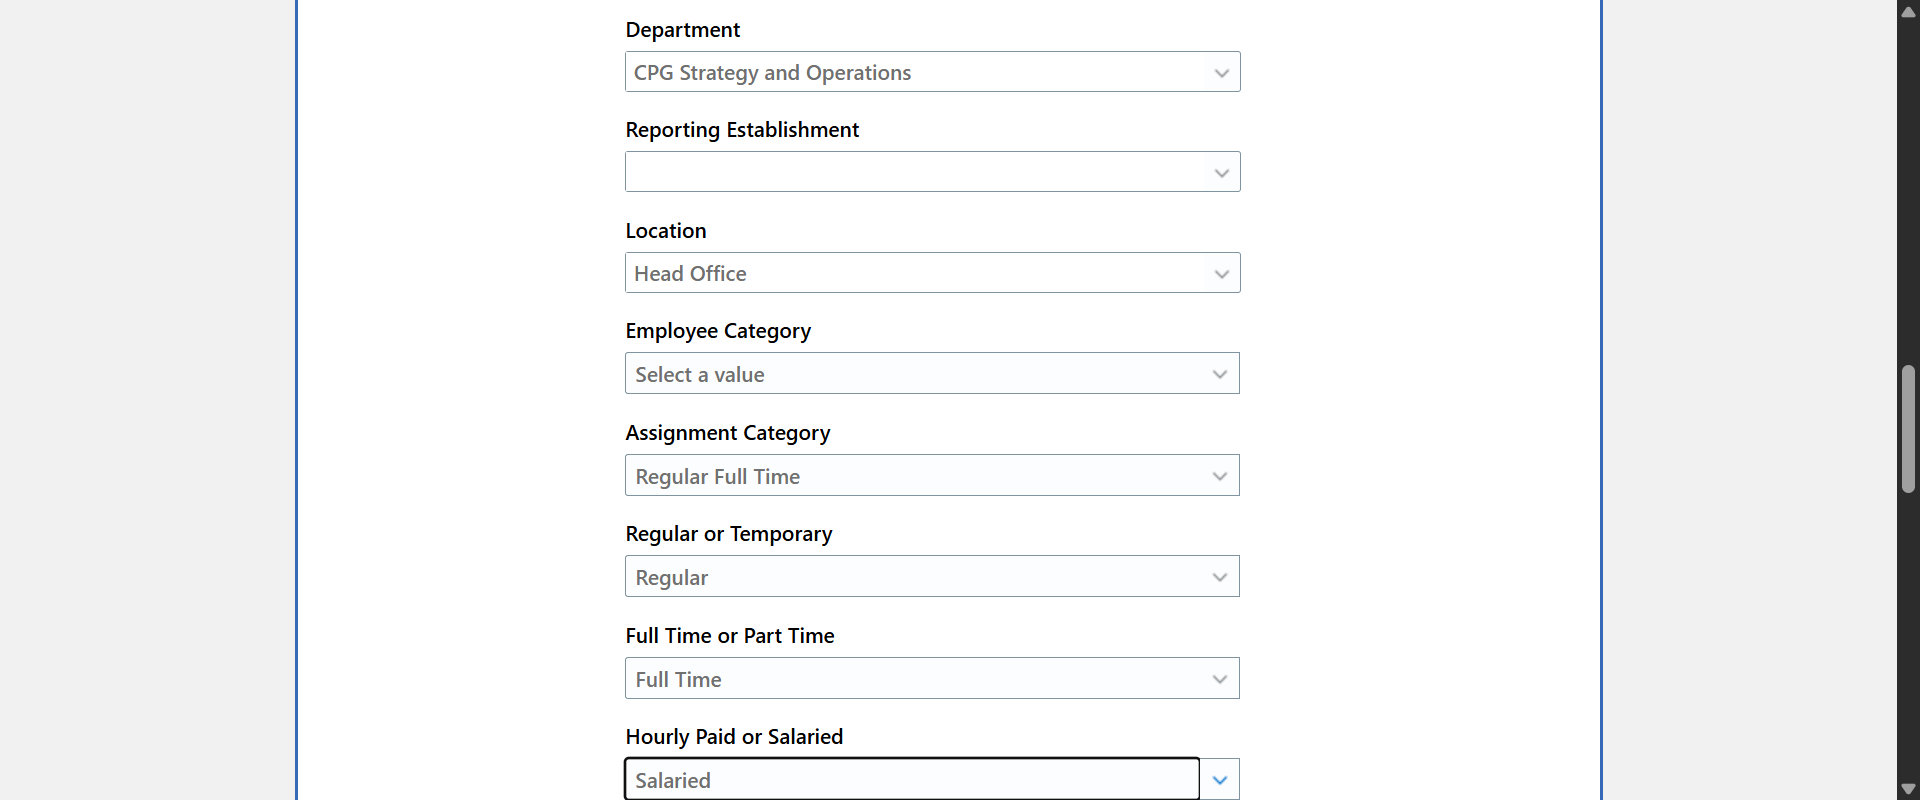 Department
CPG Strategy and Operations
Reporting Establishment
Location
Head Office
Employee Category
Select a value
Assignment Category
Regular Full Time
Regular or Temporary
Regular
Full Time or Part Time
Full Time
Hourly Paid or Salaried
Salaried